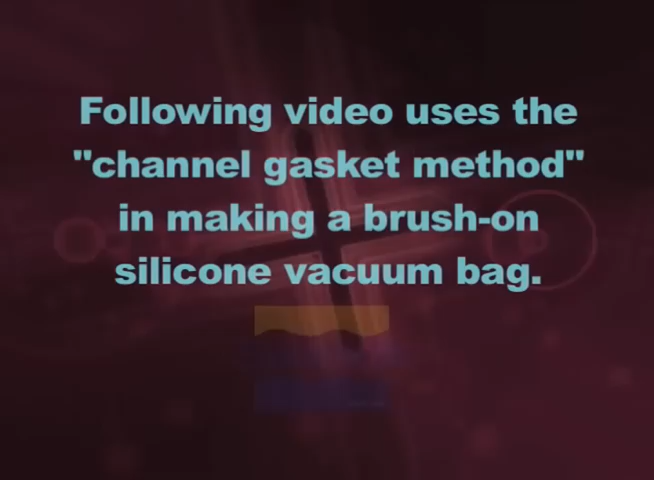 Following video uses the
"channel gasket method"
in making a brush-on
silicone vacuum bag.